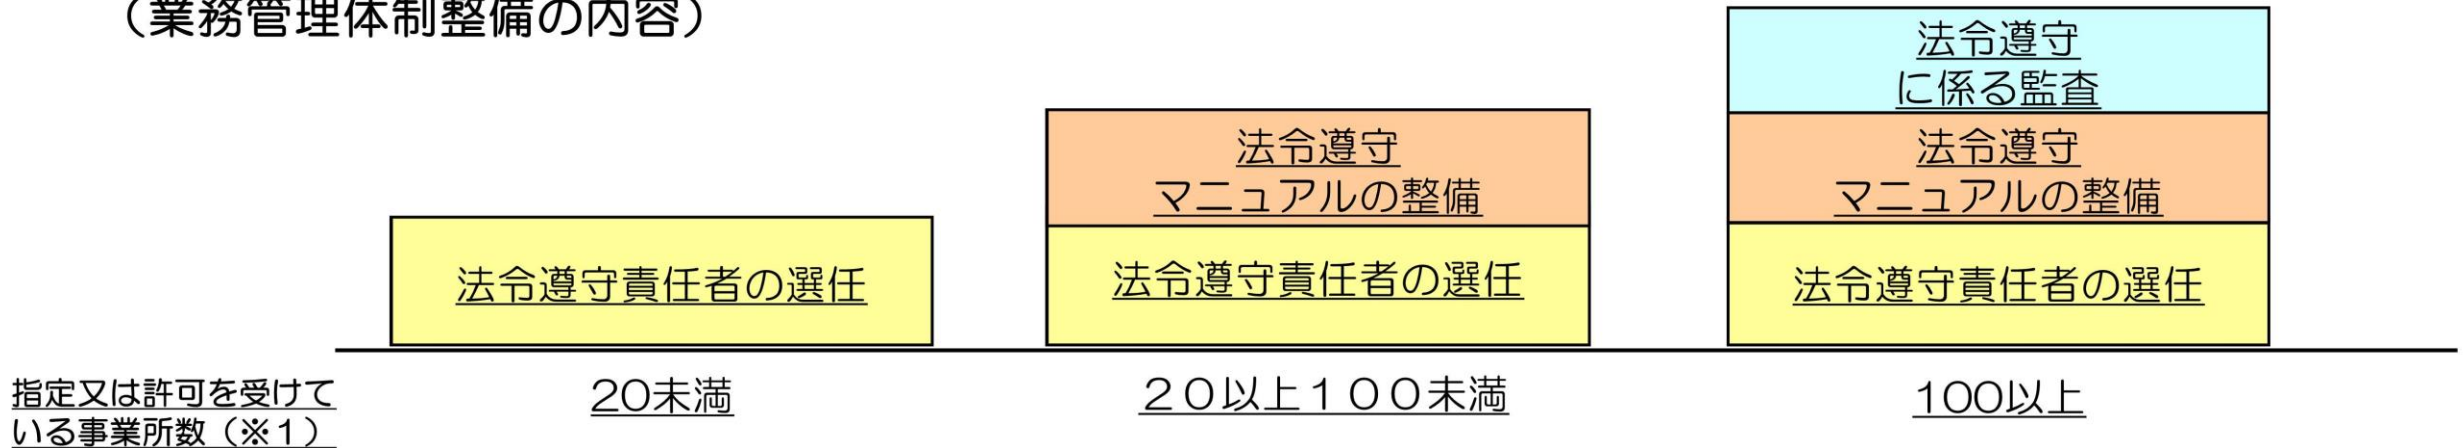 （業務管理体制整備の内容）
法令遵守
に係る監査
法令遵守
マニュアルの整備
法令遵守
マニュアルの整備
法令遵守責任者の選任
法令遵守責任者の選任
法令遵守責任者の選任
指定又は許可を受けて
いる事業所数（※１）
20未満
２０以上１００未満
100以上